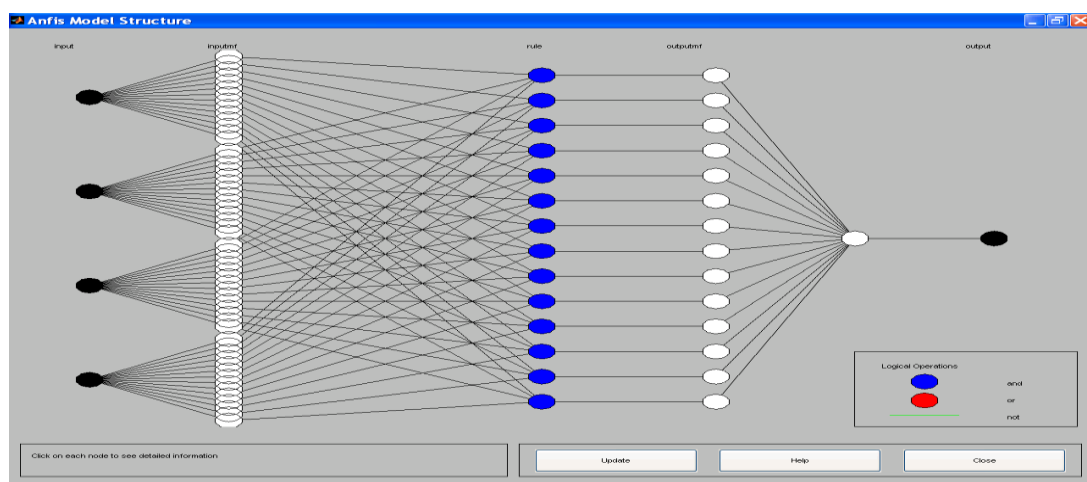 Anfis Model Structure
input inputmf rule outputmf output
Logical Operations
and
or
not
Click on each node to see detailed information
Update Help Close